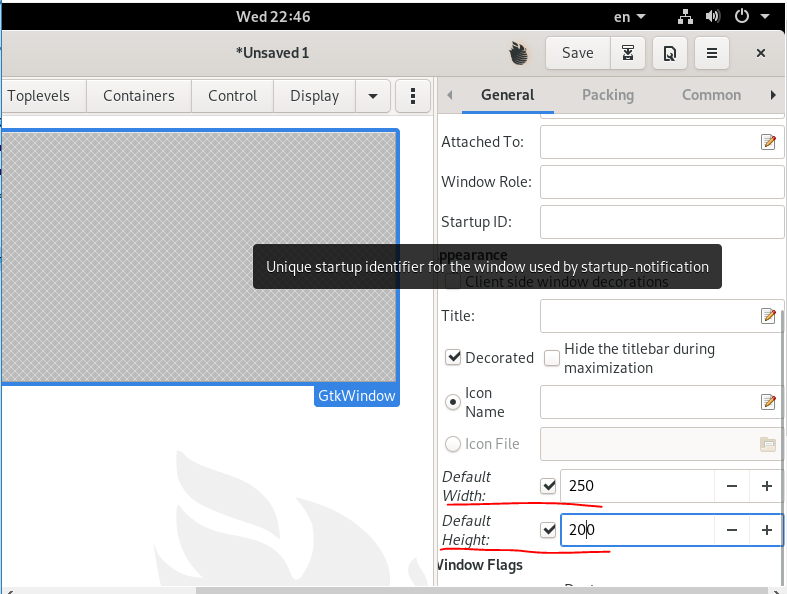 Wed 22:46
en
*Unsaved 1
Save
Toplevels
Containers
Control
Display
General
Packing
Common
Attached To:
Window Role:
Startup ID:
ppearance
Unique startup identifier for the window used by startup-notification
Client side window decorations
Title:
Decorated
Hide the titlebar during
maximization
Icon
Name
Icon File
GtkWindow
Default
Width:
250
Default
Height:
200
Window Flags